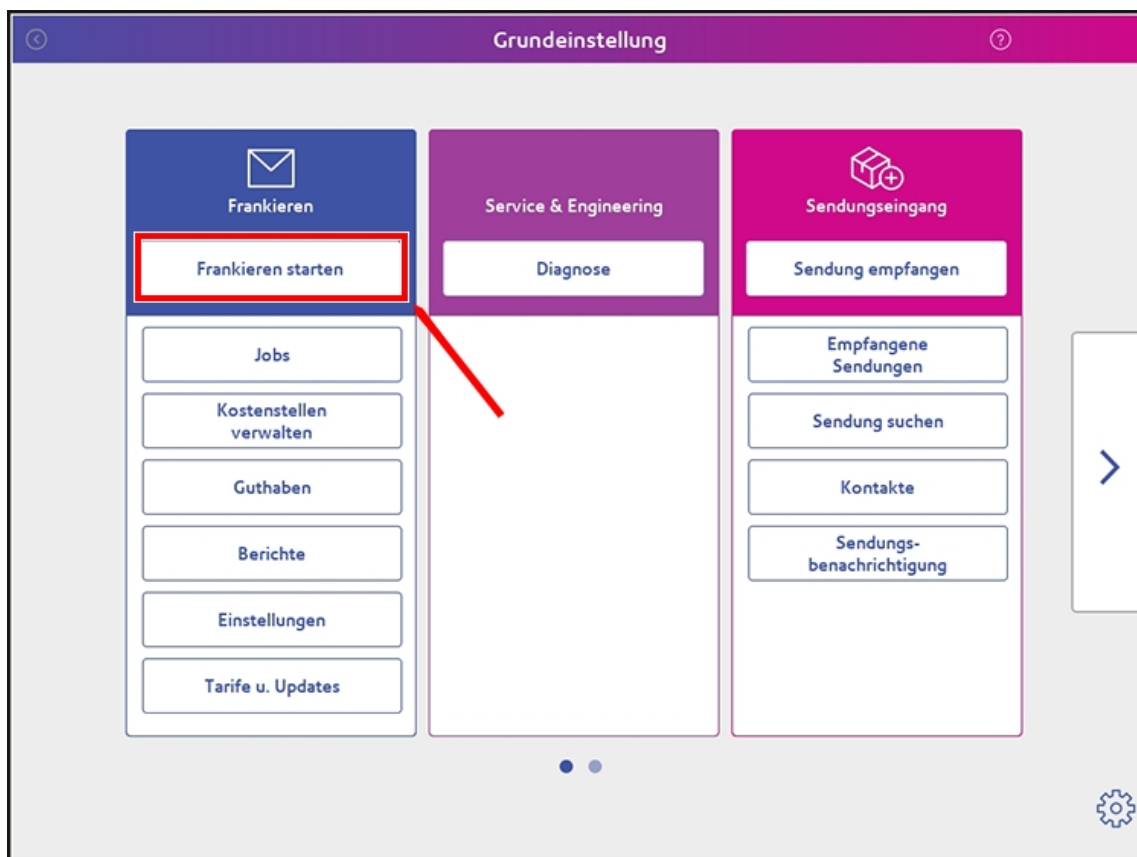 Grundeinstellung
?
Frankieren
Frankieren starten
Jobs
Kostenstellen
verwalten
Guthaben
Berichte
Einstellungen
Tarife u. Updates
Service & Engineering
Diagnose
Sendungseingang
Sendung empfangen
Empfangene
Sendungen
Sendung suchen
Kontakte
Sendungs-
benachrichtigung